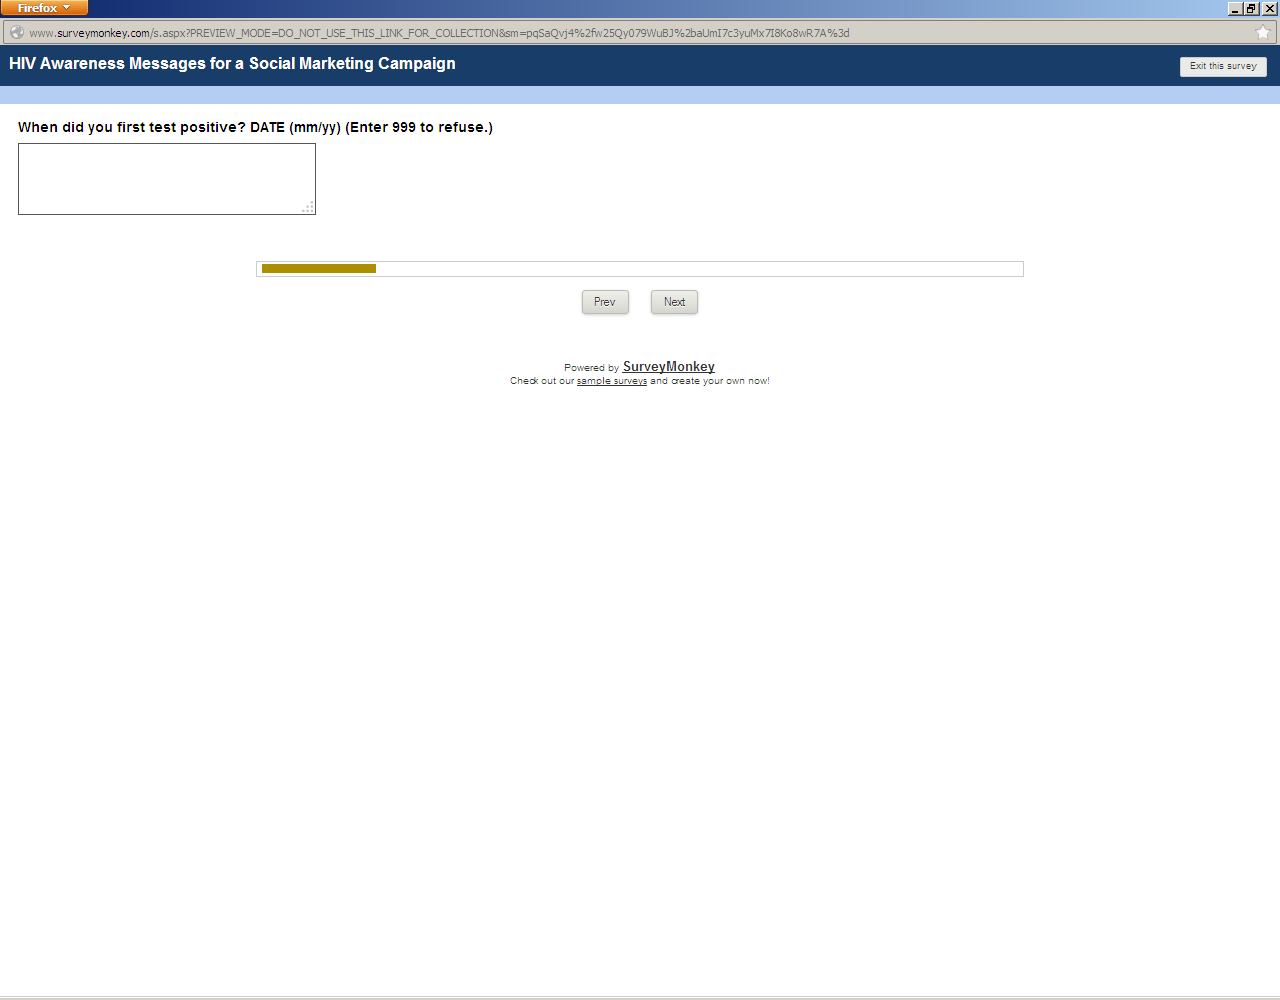 Firefox
www.surveymonkey.com/s.aspx?PREVIEW_MODE=DO_NOT_USE_THIS_LINK_FOR_COLLECTION&sm=pqSaQvj4%2fw25Qy079WuBJ%2baUmI7c3yuMx7I8Ko8wR7A%3d
HIV Awareness Messages for a Social Marketing Campaign
Exit this survey
When did you first test positive? DATE (mm/yy) (Enter 999 to refuse.)
Prev Next
Powered by SurveyMonkey
Check out our sample surveys and create your own now!